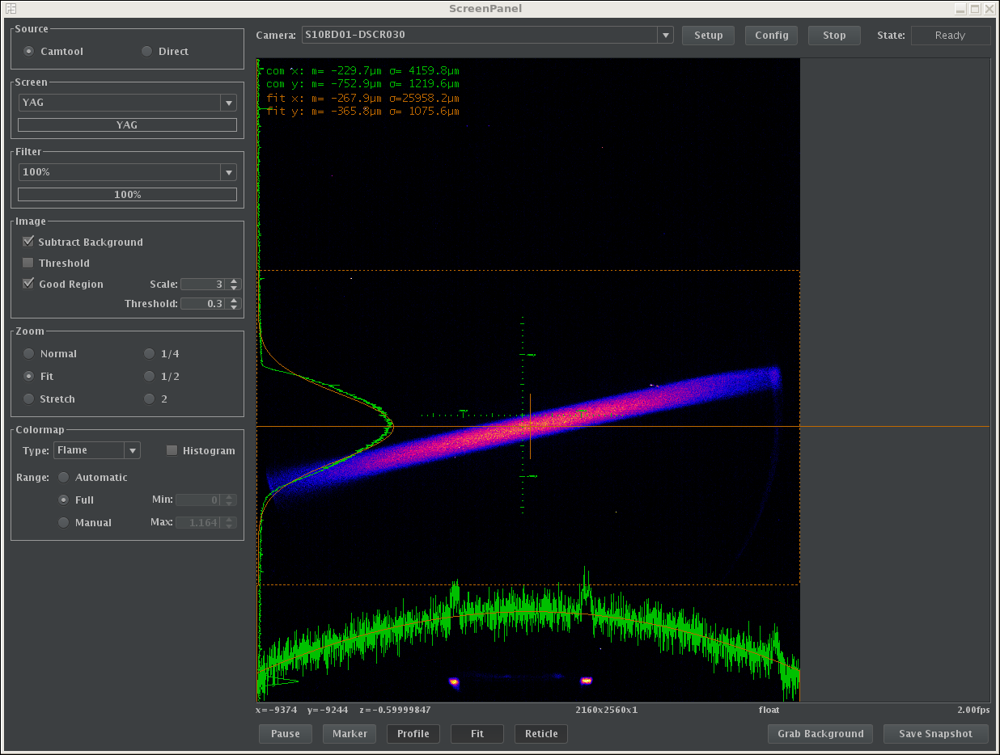 ScreenPanel
Source
Camtool Direct
Screen
YAG
YAG
Filter
100%
100%
Image
Subtract Background
Threshold
Good Region Scale: 3
Threshold: 0.3
Zoom
Normal 1/4
Fit 1/2
Stretch 2
Colormap
Type: Flame Histogram
Range: Automatic
Full Min: 0
Manual Max: 1.164
Camera: S10BD01-DSCR030 Setup Config Stop State: Ready
com x: m= -229.7μm σ= 4159.8μm
com y: m= -752.9μm σ= 1219.6μm
fit x: m= -267.9μm σ=25958.2μm
fit y: m= -365.8μm σ= 1075.6μm
x=-9374 y=-9244 z=-0.59999847 2160x2560x1 float 2.00fps
Pause Marker Profile Fit Reticle Grab Background Save Snapshot